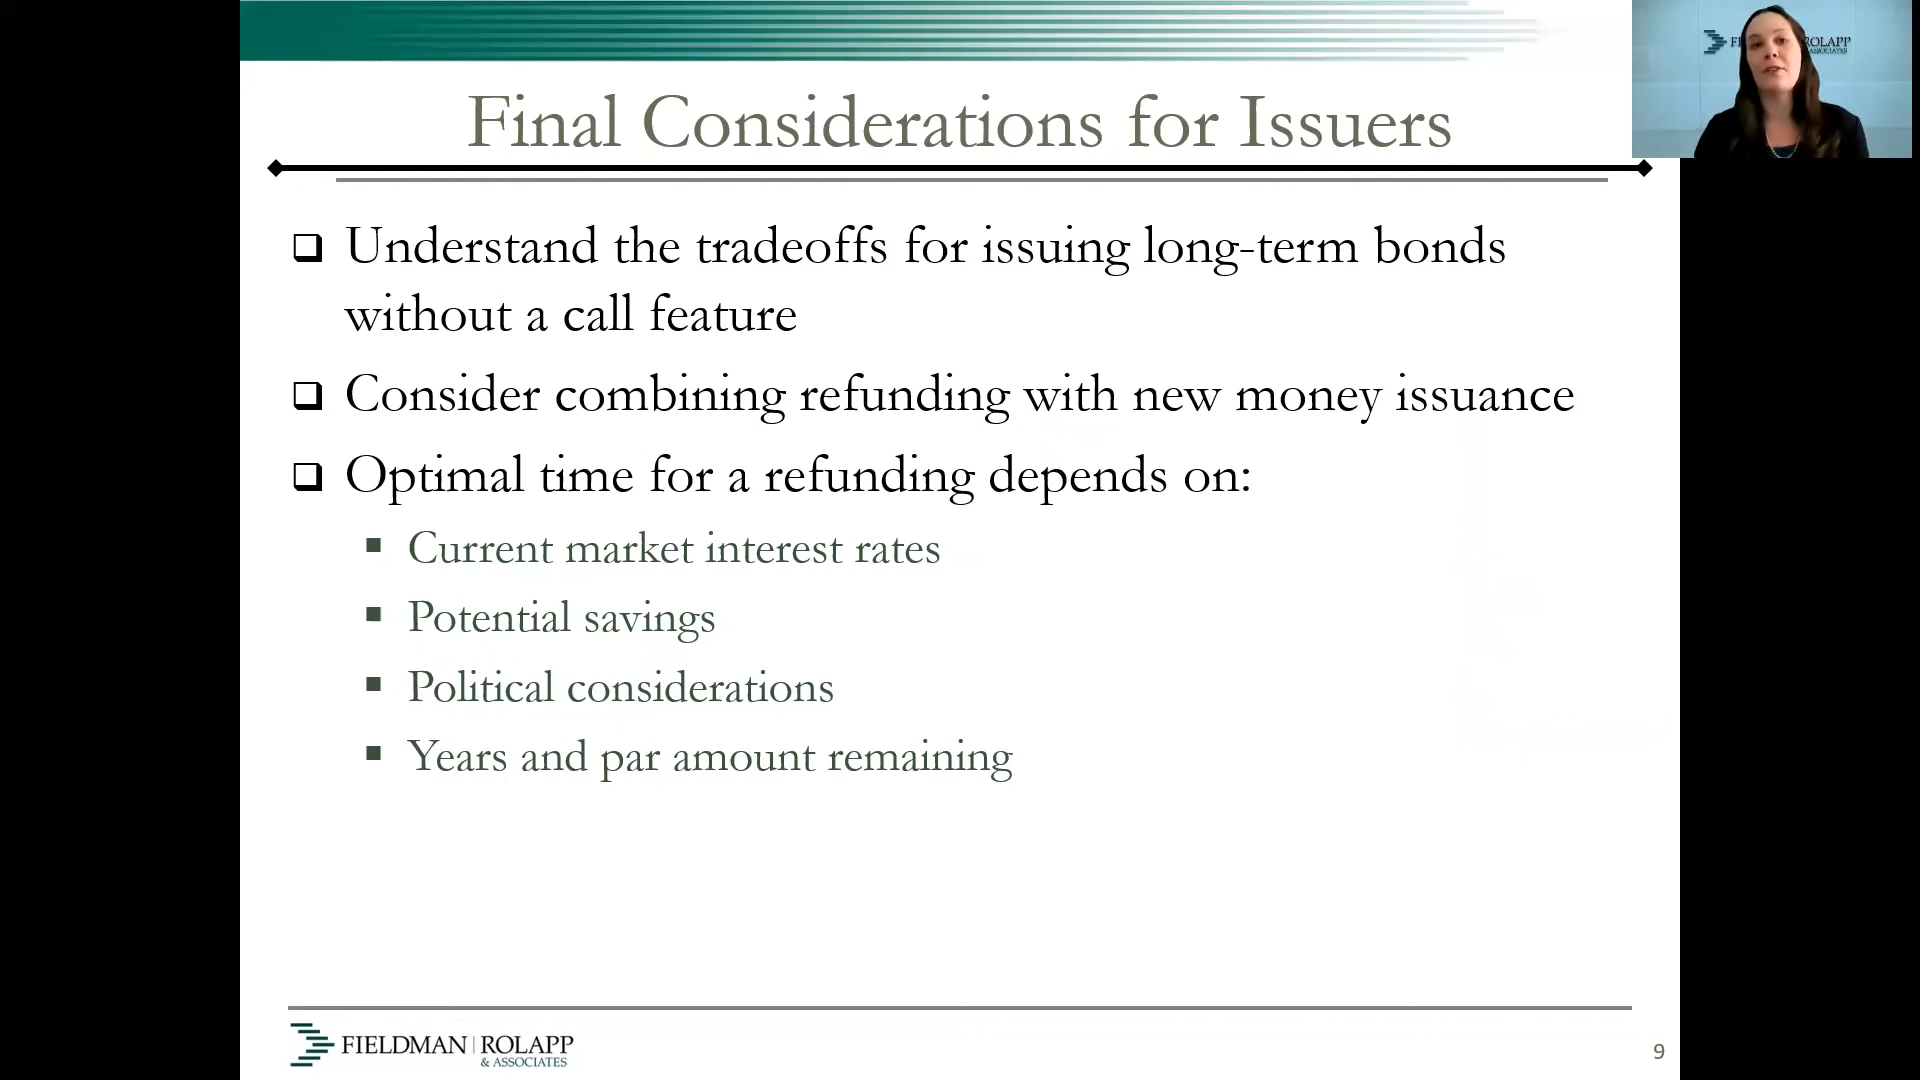 Final Considerations for Issuers
Understand the tradeoffs for issuing long-term bonds
without a call feature
Consider combining refunding with new money issuance
Optimal time for a refunding depends on:
Current market interest rates
Potential savings
Political considerations
Years and par amount remaining
FIELDMAN | ROLAPP
& ASSOCIATES
9
ROLAPP
ASSOCIATES